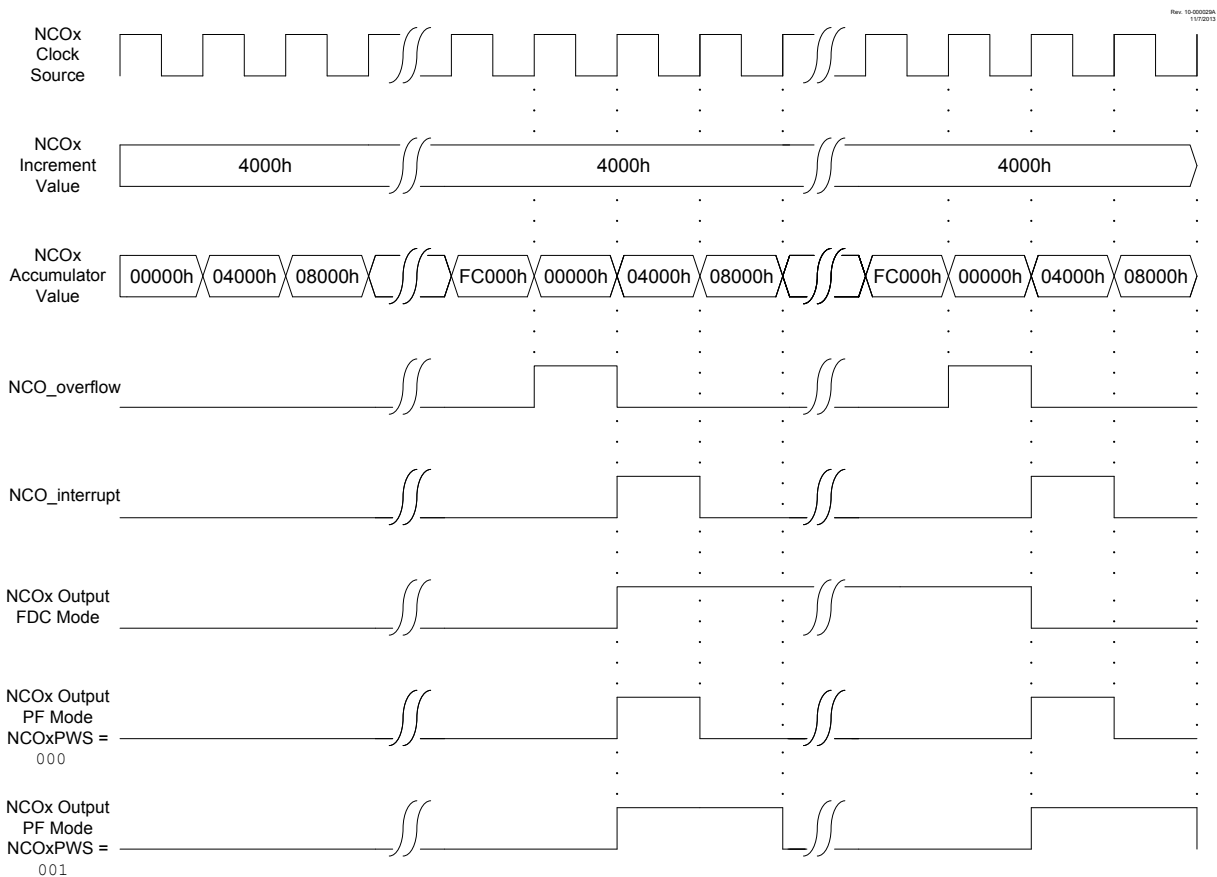 Rev. 10-000029A
11/7/2013
NCOx
Clock
Source
NCOx
Increment
Value
4000h
4000h
4000h
NCOx
Accumulator
Value
00000h
04000h
08000h
FC000h
00000h
04000h
08000h
FC000h
00000h
04000h
08000h
NCO_overflow
NCO_interrupt
NCOx Output
FDC Mode
NCOx Output
PF Mode
NCOxPWS =
000
NCOx Output
PF Mode
NCOxPWS =
001